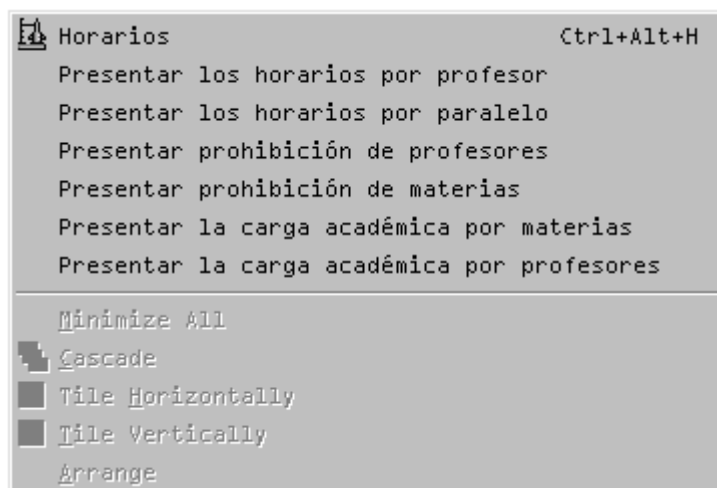 Horarios Ctrl+Alt+H
Presentar los horarios por profesor
Presentar los horarios por paralelo
Presentar prohibición de profesores
Presentar prohibición de materias
Presentar la carga académica por materias
Presentar la carga académica por profesores
Minimize All
Cascade
Tile Horizontally
Tile Vertically
Arrange